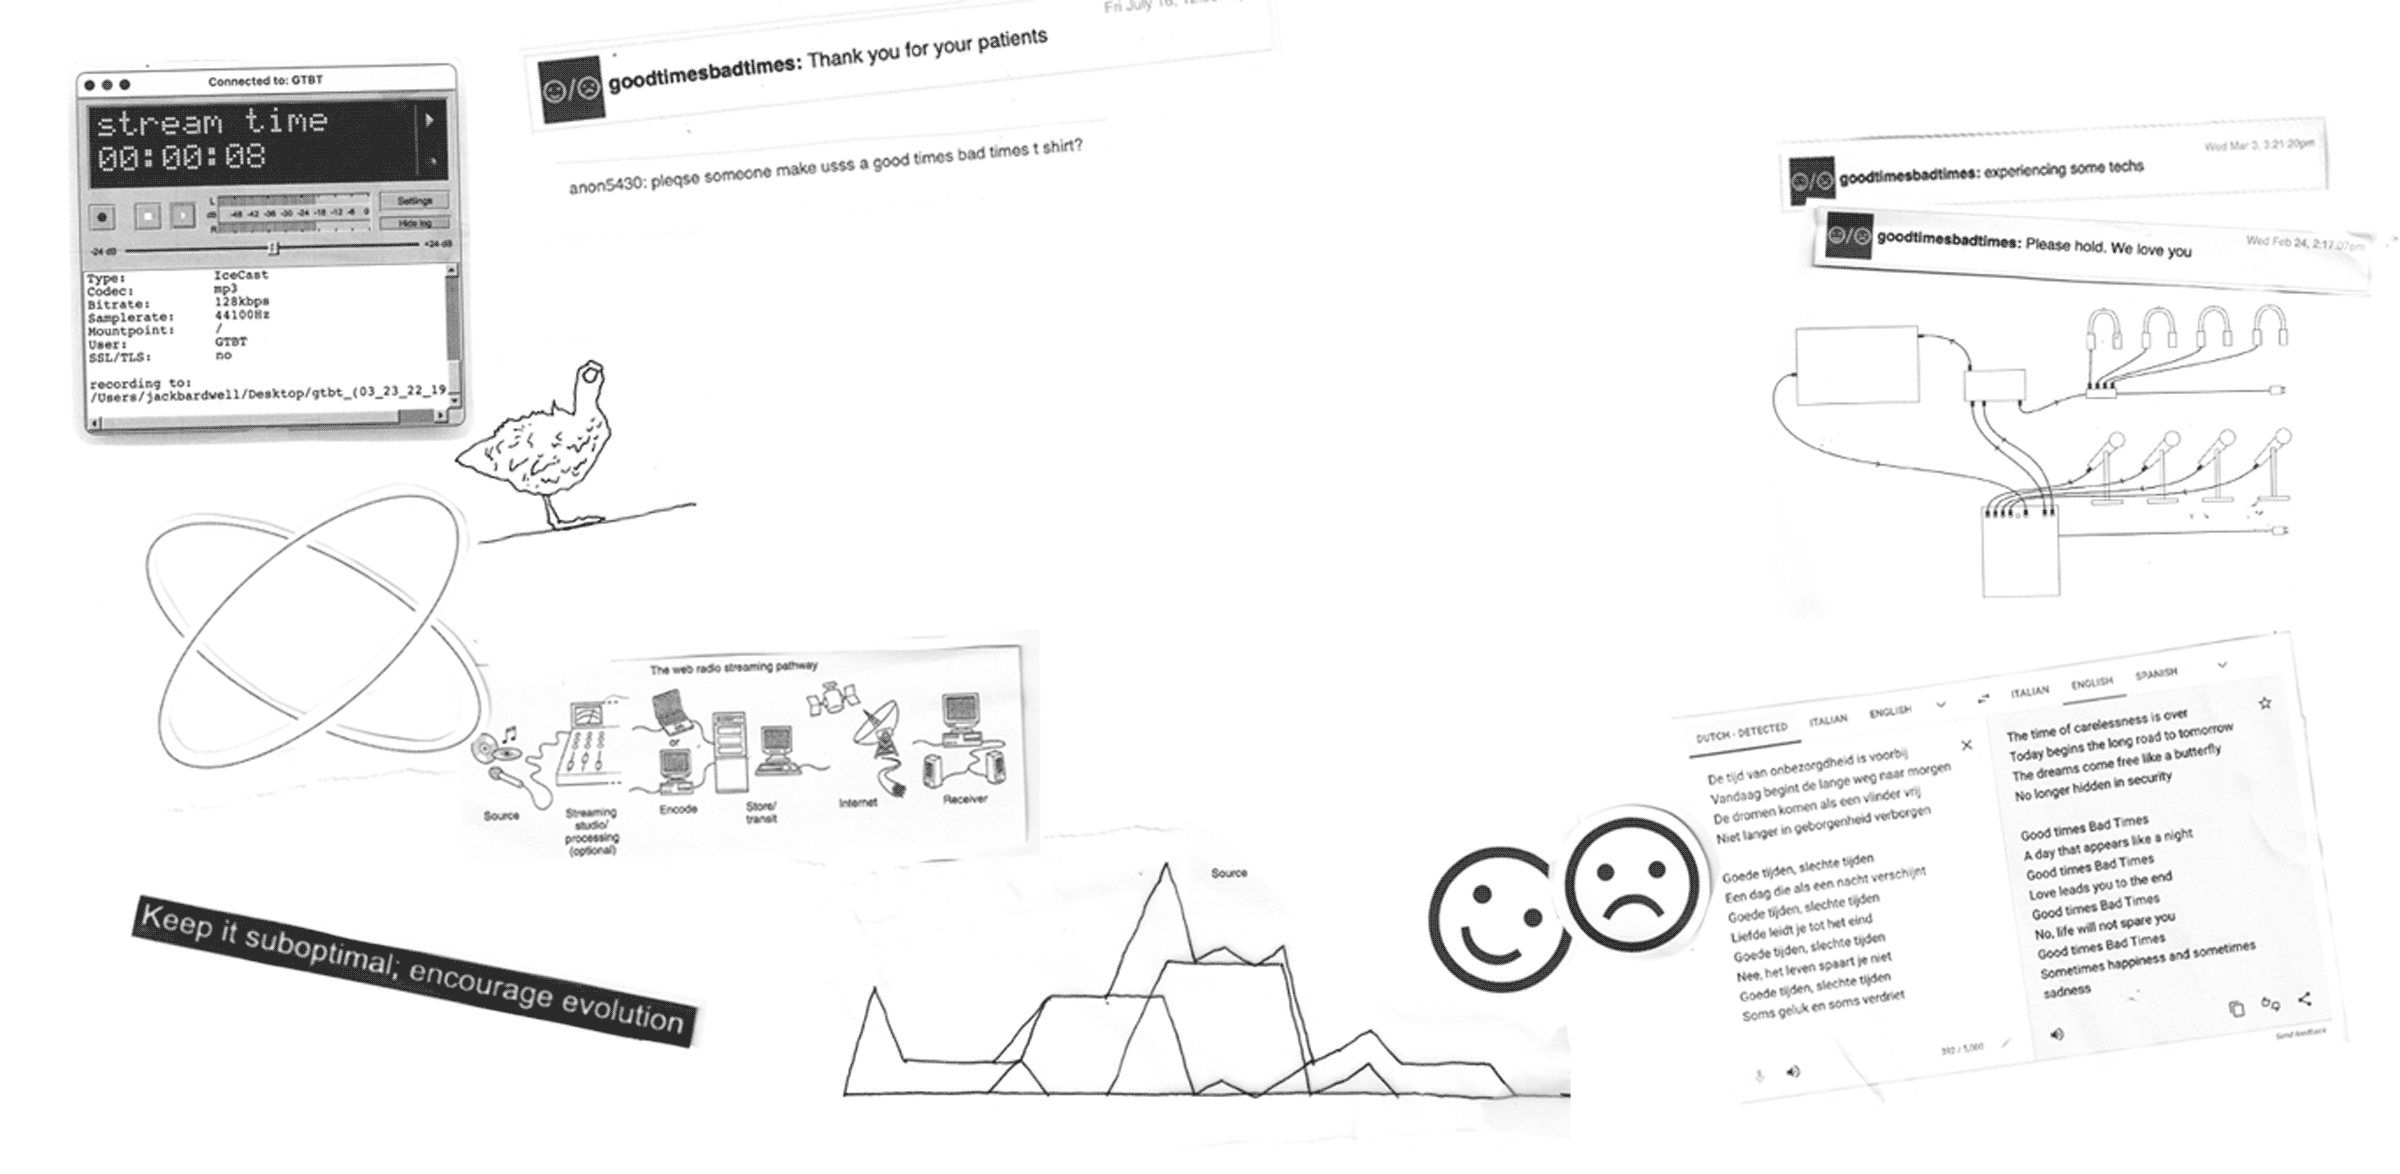 Connected to: GTBT
stream time
00:00:08
L
dB -48 -42 -36 -30 -24 -18 -12 -6 0
R
Settings
Hide log
-24 dB
+24 dB
Type: IceCast
Codec: mp3
Bitrate: 128kbps
Samplerate: 44100Hz
Mountpoint: /
User: GTBT
SSL/TLS: no
recording to:
/Users/jackbardwell/Desktop/gtbt_(03_23_22_19
Fri July 16,
goodtimesbadtimes: Thank you for your patients
anon5430: pleqse someone make usss a good times bad times t shirt?
Wed Mar 3, 3:21:20pm
goodtimesbadtimes: experiencing some techs
goodtimesbadtimes: Please hold. We love you
Wed Feb 24, 2:17:07pm
The web radio streaming pathway
or
Source
Streaming
studio/
processing
(optional)
Encode
Store/
transit
Internet
Receiver
Keep it suboptimal; encourage evolution
Source
DUTCH - DETECTED
ITALIAN
ENGLISH
ITALIAN
ENGLISH
SPANISH
De tijd van onbezorgdheid is voorbij
Vandaag begint de lange weg naar morgen
De dromen komen als een vlinder vrij
Niet langer in geborgenheid verborgen
Goede tijden, slechte tijden
Een dag die als een nacht verschijnt
Goede tijden, slechte tijden
Liefde leidt je tot het eind
Goede tijden, slechte tijden
Nee, het leven spaart je niet
Goede tijden, slechte tijden
Soms geluk en soms verdriet
392 / 5,000
The time of carelessness is over
Today begins the long road to tomorrow
The dreams come free like a butterfly
No longer hidden in security
Good times Bad Times
A day that appears like a night
Good times Bad Times
Love leads you to the end
Good times Bad Times
No, life will not spare you
Good times Bad Times
Sometimes happiness and sometimes
sadness
Send feedback